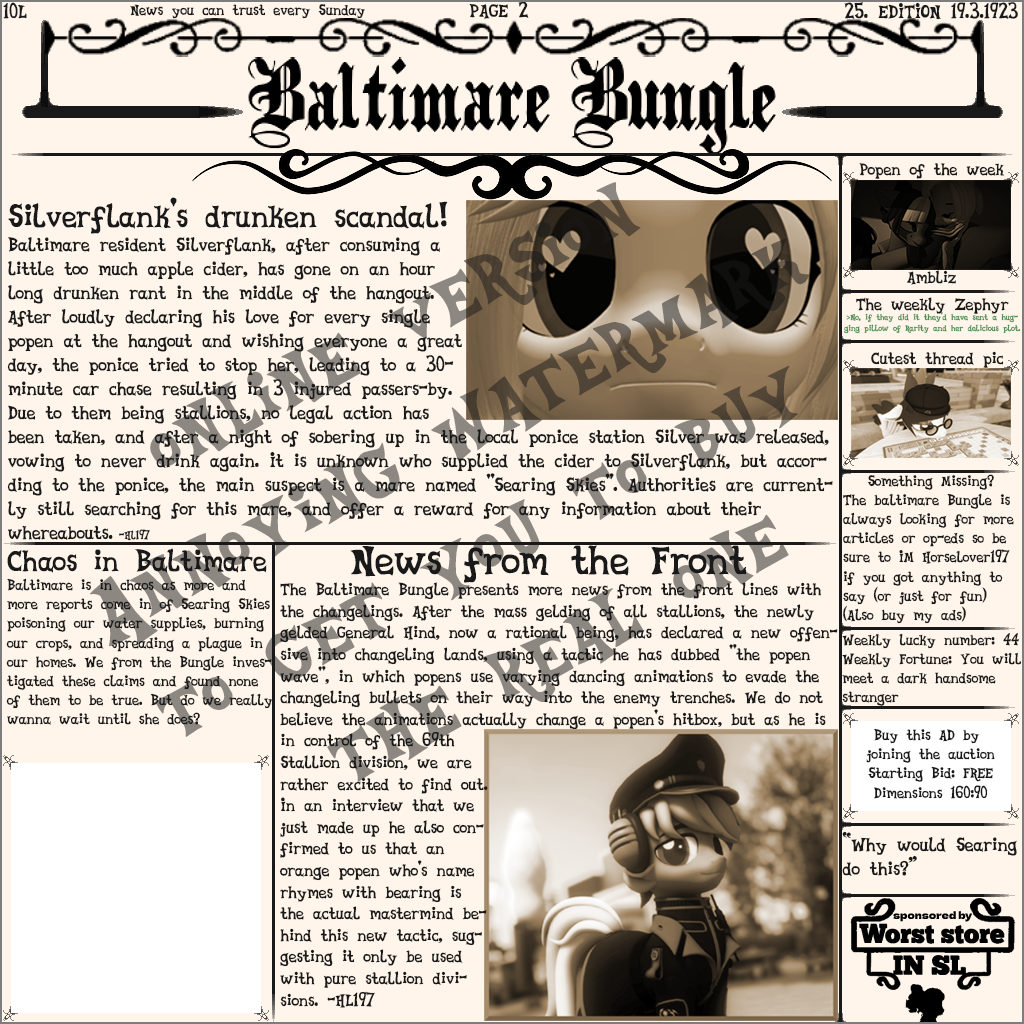 10L
News you can trust every Sunday
PAGE 2
25. EDITION 19.3.1923
Baltimare Bungle
Silverflank's drunken scandal!
Baltimare resident Silverflank, after consuming a
little too much apple cider, has gone on an hour
long drunken rant in the middle of the hangout.
After loudly declaring his love for every single
popen at the hangout and wishing everyone a great
day, the ponice tried to stop her, leading to a 30-
minute car chase resulting in 3 injured passers-by.
Due to them being stallions, no legal action has
been taken, and after a night of sobering up in the local ponice station Silver was released,
vowing to never drink again. it is unknown who supplied the cider to Silverflank, but accor-
ding to the ponice, the main suspect is a mare named "Searing Skies". Authorities are current-
ly still searching for this mare, and offer a reward for any information about their
whereabouts. -HL197
Chaos in Baltimare
Baltimare is in chaos as more and
more reports come in of Searing Skies
poisoning our water supplies, burning
our crops, and spreading a plague in
our homes. We from the Bungle inves-
tigated these claims and found none
of them to be true. But do we really
wanna wait until she does?
News from the Front
The Baltimare Bungle presents more news from the front lines with
the changelings. After the mass gelding of all stallions, the newly
gelded General Hind, now a rational being, has declared a new offen-
sive into changeling lands, using a tactic he has dubbed "the popen
wave", in which popens use varying dancing animations to evade the
changeling bullets on their way into the enemy trenches. We do not
believe the animations actually change a popen's hitbox, but as he is
in control of the 69th
Stallion division, we are
rather excited to find out.
in an interview that we
just made up he also con-
firmed to us that an
orange popen who's name
rhymes with bearing is
the actual mastermind be-
hind this new tactic, sug-
gesting it only be used
with pure stallion divi-
sions. -HL197
Popen of the week
Ambliz
The weekly Zephyr
>No, if they did it they'd have sent a hug-
ging pillow of Rarity and her delicious plot.
Cutest thread pic
Something Missing?
The baltimare Bungle is
always looking for more
articles or op-eds so be
sure to iM Horselover197
if you got anything to
say (or just for fun)
(Also buy my ads)
Weekly lucky number: 44
Weekly Fortune: You will
meet a dark handsome
stranger
Buy this AD by
joining the auction
Starting Bid: FREE
Dimensions 160:90
"Why would Searing
do this?"
sponsored by
Worst store
IN SL
ONLiNE VERSiON
ANNOYiNG WATERMARK
TO GET YOU TO BUY
THE REAL ONE